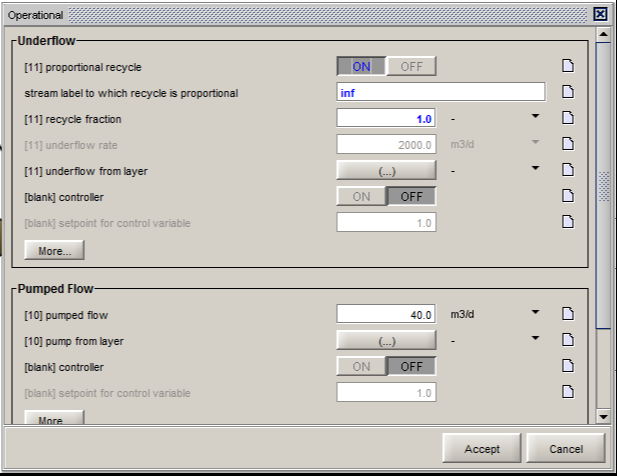 Operational
Underflow
[11] proportional recycle ON OFF
stream label to which recycle is proportional inf
[11] recycle fraction 1.0 -
[11] underflow rate 2000.0 m3/d
[11] underflow from layer (...) -
[blank] controller ON OFF
[blank] setpoint for control variable 1.0
More...
Pumped Flow
[10] pumped flow 40.0 m3/d
[10] pump from layer (...) -
[blank] controller ON OFF
[blank] setpoint for control variable 1.0
More
Accept Cancel